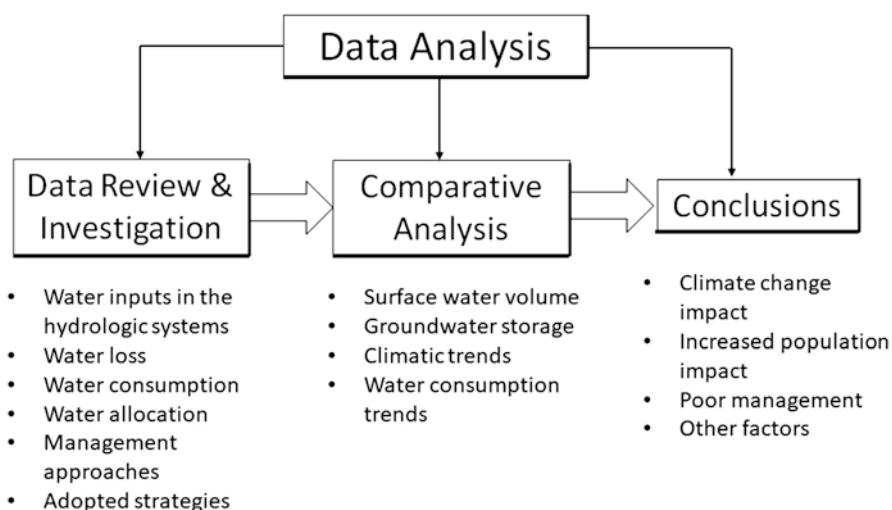 Data Analysis
Data Review &
Investigation
Comparative
Analysis
Conclusions
• Water inputs in the
hydrologic systems
• Water loss
• Water consumption
• Water allocation
• Management
approaches
• Adopted strategies
• Surface water volume
• Groundwater storage
• Climatic trends
• Water consumption
trends
• Climate change
impact
• Increased population
impact
• Poor management
• Other factors